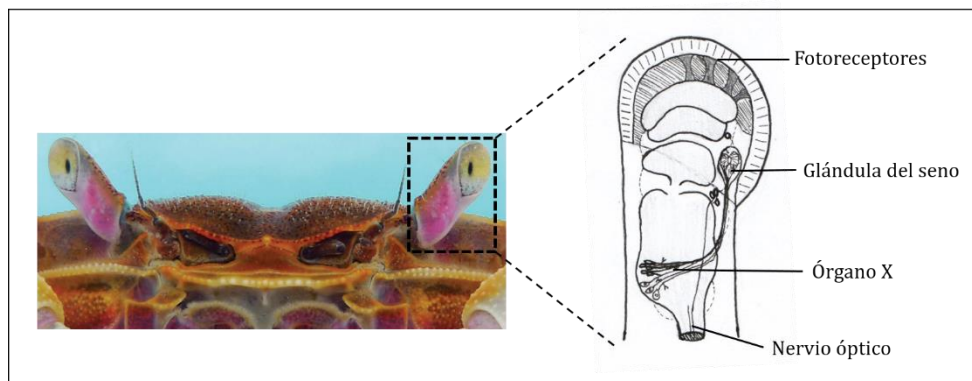 Fotoreceptores
Glándula del seno
Órgano X
Nervio óptico